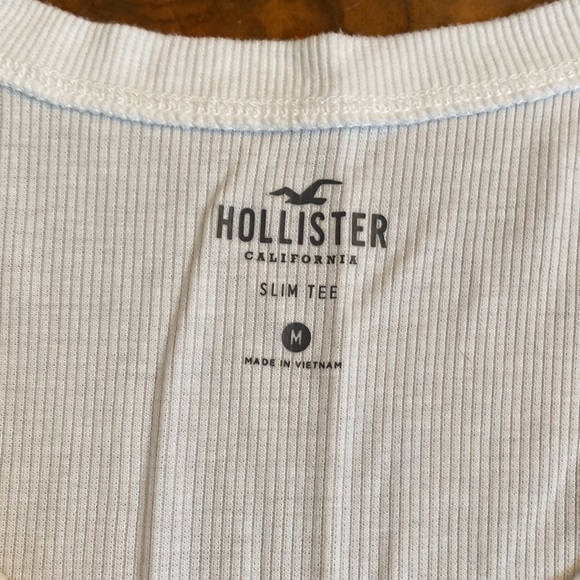 HOLLISTER
CALIFORNIA
SLIM TEE
M
MADE IN VIETNAM